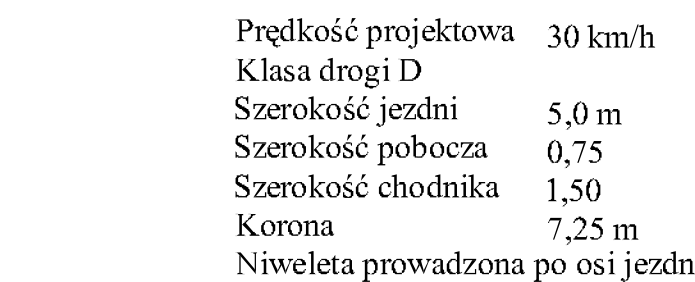 Prędkość projektowa 30 km/h
Klasa drogi D
Szerokość jezdni 5,0 m
Szerokość pobocza 0,75
Szerokość chodnika 1,50
Korona 7,25 m
Niweleta prowadzona po osi jezdn